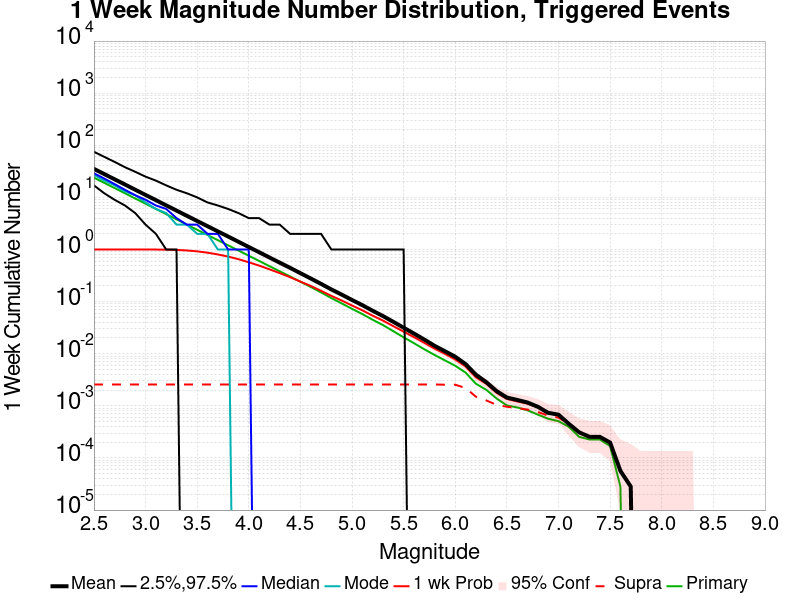 1 Week Magnitude Number Distribution, Triggered Events
10 4
10 3
10 2
10 1
10 0
10 -1
10 -2
10 -3
10 -4
10 -5
1 Week Cumulative Number
2.5 3.0 3.5 4.0 4.5 5.0 5.5 6.0 6.5 7.0 7.5 8.0 8.5 9.0
Magnitude
Mean 2.5%,97.5% Median Mode 1 wk Prob 95% Conf Supra Primary